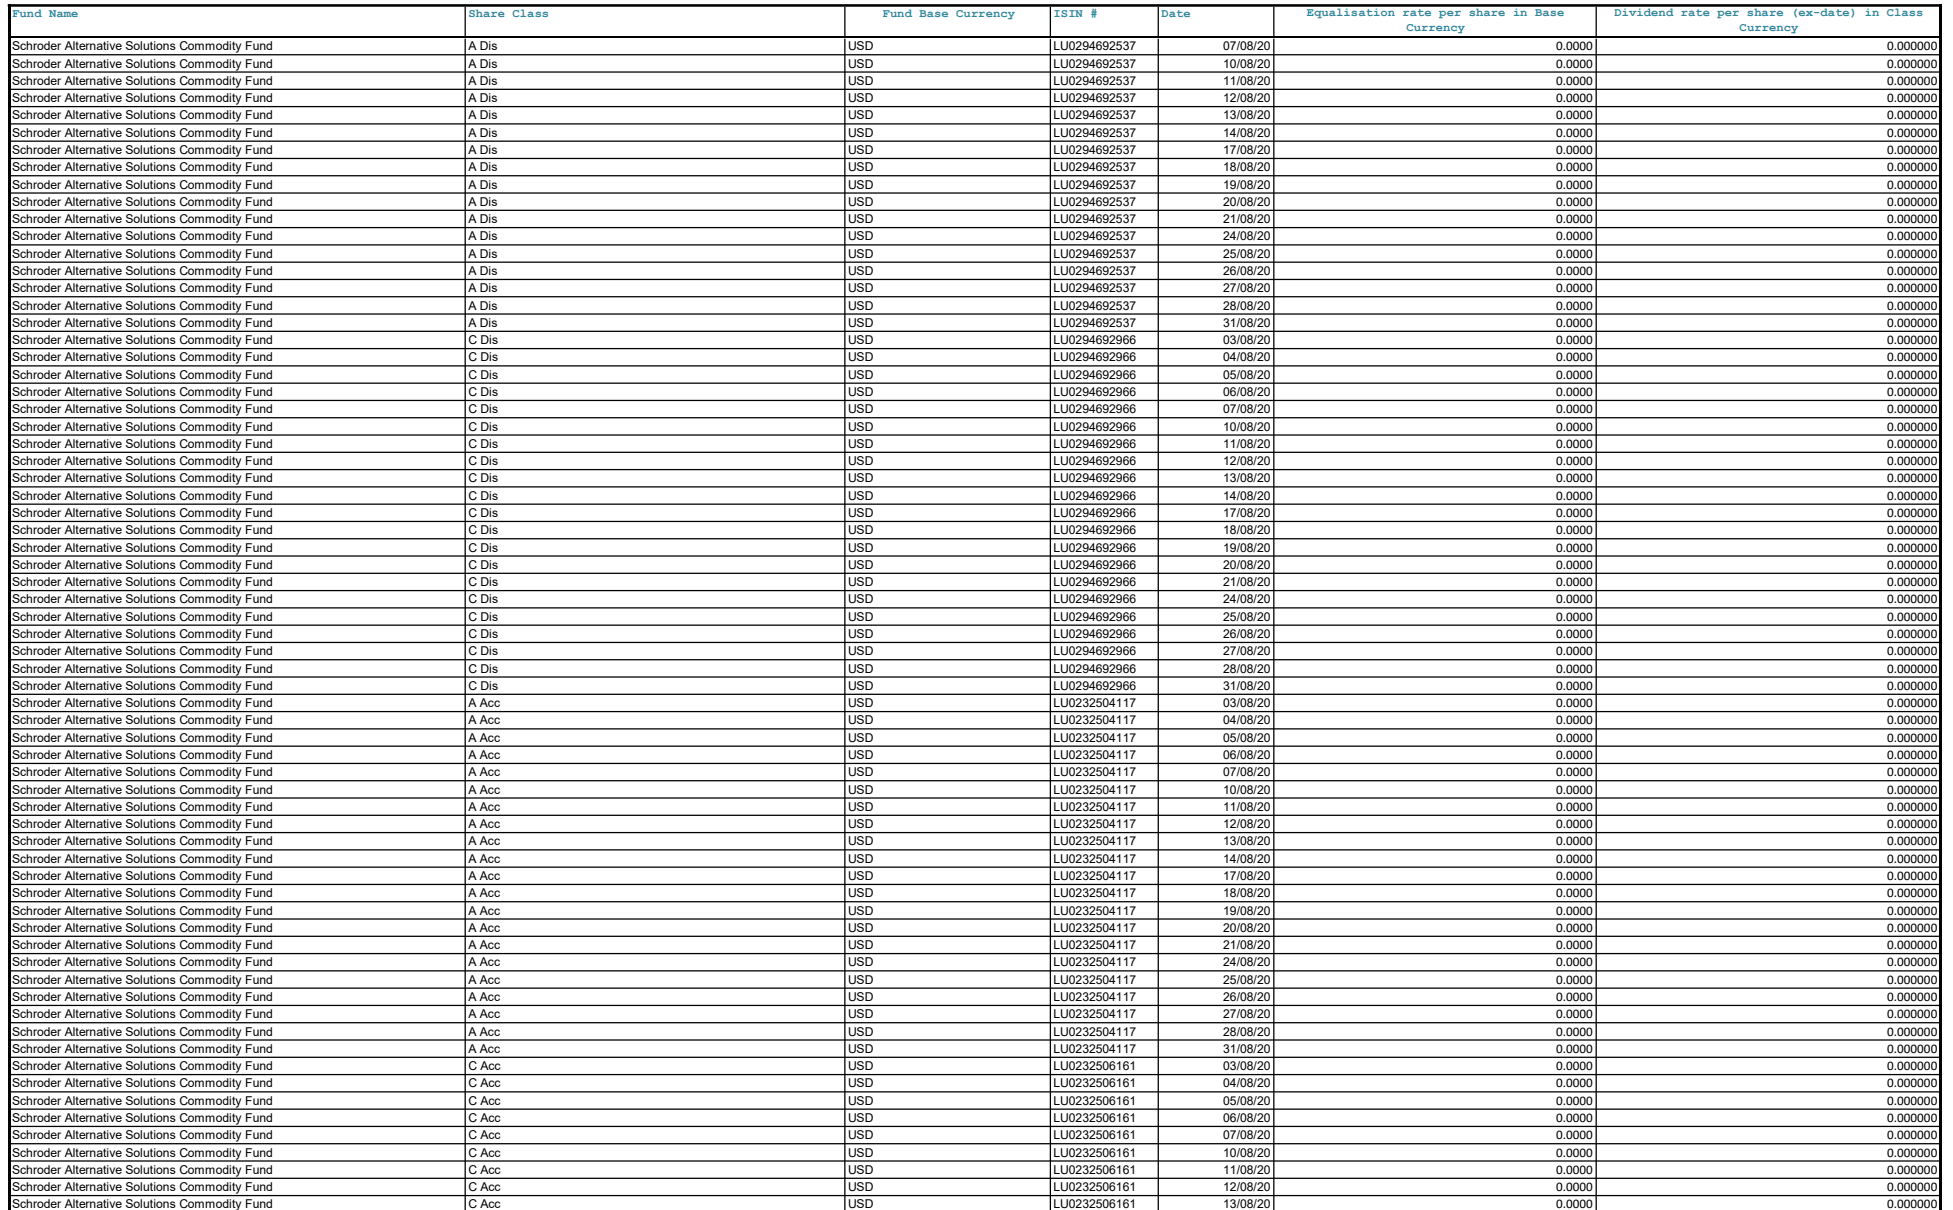 Fund Name Share Class Fund Base Currency ISIN # Date Equalisation rate per share in Base Currency Dividend rate per share (ex-date) in Class Currency
Schroder Alternative Solutions Commodity Fund A Dis USD LU0294692537 07/08/20 0.0000 0.000000
Schroder Alternative Solutions Commodity Fund A Dis USD LU0294692537 10/08/20 0.0000 0.000000
Schroder Alternative Solutions Commodity Fund A Dis USD LU0294692537 11/08/20 0.0000 0.000000
Schroder Alternative Solutions Commodity Fund A Dis USD LU0294692537 12/08/20 0.0000 0.000000
Schroder Alternative Solutions Commodity Fund A Dis USD LU0294692537 13/08/20 0.0000 0.000000
Schroder Alternative Solutions Commodity Fund A Dis USD LU0294692537 14/08/20 0.0000 0.000000
Schroder Alternative Solutions Commodity Fund A Dis USD LU0294692537 17/08/20 0.0000 0.000000
Schroder Alternative Solutions Commodity Fund A Dis USD LU0294692537 18/08/20 0.0000 0.000000
Schroder Alternative Solutions Commodity Fund A Dis USD LU0294692537 19/08/20 0.0000 0.000000
Schroder Alternative Solutions Commodity Fund A Dis USD LU0294692537 20/08/20 0.0000 0.000000
Schroder Alternative Solutions Commodity Fund A Dis USD LU0294692537 21/08/20 0.0000 0.000000
Schroder Alternative Solutions Commodity Fund A Dis USD LU0294692537 24/08/20 0.0000 0.000000
Schroder Alternative Solutions Commodity Fund A Dis USD LU0294692537 25/08/20 0.0000 0.000000
Schroder Alternative Solutions Commodity Fund A Dis USD LU0294692537 26/08/20 0.0000 0.000000
Schroder Alternative Solutions Commodity Fund A Dis USD LU0294692537 27/08/20 0.0000 0.000000
Schroder Alternative Solutions Commodity Fund A Dis USD LU0294692537 28/08/20 0.0000 0.000000
Schroder Alternative Solutions Commodity Fund A Dis USD LU0294692537 31/08/20 0.0000 0.000000
Schroder Alternative Solutions Commodity Fund C Dis USD LU0294692966 03/08/20 0.0000 0.000000
Schroder Alternative Solutions Commodity Fund C Dis USD LU0294692966 04/08/20 0.0000 0.000000
Schroder Alternative Solutions Commodity Fund C Dis USD LU0294692966 05/08/20 0.0000 0.000000
Schroder Alternative Solutions Commodity Fund C Dis USD LU0294692966 06/08/20 0.0000 0.000000
Schroder Alternative Solutions Commodity Fund C Dis USD LU0294692966 07/08/20 0.0000 0.000000
Schroder Alternative Solutions Commodity Fund C Dis USD LU0294692966 10/08/20 0.0000 0.000000
Schroder Alternative Solutions Commodity Fund C Dis USD LU0294692966 11/08/20 0.0000 0.000000
Schroder Alternative Solutions Commodity Fund C Dis USD LU0294692966 12/08/20 0.0000 0.000000
Schroder Alternative Solutions Commodity Fund C Dis USD LU0294692966 13/08/20 0.0000 0.000000
Schroder Alternative Solutions Commodity Fund C Dis USD LU0294692966 14/08/20 0.0000 0.000000
Schroder Alternative Solutions Commodity Fund C Dis USD LU0294692966 17/08/20 0.0000 0.000000
Schroder Alternative Solutions Commodity Fund C Dis USD LU0294692966 18/08/20 0.0000 0.000000
Schroder Alternative Solutions Commodity Fund C Dis USD LU0294692966 19/08/20 0.0000 0.000000
Schroder Alternative Solutions Commodity Fund C Dis USD LU0294692966 20/08/20 0.0000 0.000000
Schroder Alternative Solutions Commodity Fund C Dis USD LU0294692966 21/08/20 0.0000 0.000000
Schroder Alternative Solutions Commodity Fund C Dis USD LU0294692966 24/08/20 0.0000 0.000000
Schroder Alternative Solutions Commodity Fund C Dis USD LU0294692966 25/08/20 0.0000 0.000000
Schroder Alternative Solutions Commodity Fund C Dis USD LU0294692966 26/08/20 0.0000 0.000000
Schroder Alternative Solutions Commodity Fund C Dis USD LU0294692966 27/08/20 0.0000 0.000000
Schroder Alternative Solutions Commodity Fund C Dis USD LU0294692966 28/08/20 0.0000 0.000000
Schroder Alternative Solutions Commodity Fund C Dis USD LU0294692966 31/08/20 0.0000 0.000000
Schroder Alternative Solutions Commodity Fund A Acc USD LU0232504117 03/08/20 0.0000 0.000000
Schroder Alternative Solutions Commodity Fund A Acc USD LU0232504117 04/08/20 0.0000 0.000000
Schroder Alternative Solutions Commodity Fund A Acc USD LU0232504117 05/08/20 0.0000 0.000000
Schroder Alternative Solutions Commodity Fund A Acc USD LU0232504117 06/08/20 0.0000 0.000000
Schroder Alternative Solutions Commodity Fund A Acc USD LU0232504117 07/08/20 0.0000 0.000000
Schroder Alternative Solutions Commodity Fund A Acc USD LU0232504117 10/08/20 0.0000 0.000000
Schroder Alternative Solutions Commodity Fund A Acc USD LU0232504117 11/08/20 0.0000 0.000000
Schroder Alternative Solutions Commodity Fund A Acc USD LU0232504117 12/08/20 0.0000 0.000000
Schroder Alternative Solutions Commodity Fund A Acc USD LU0232504117 13/08/20 0.0000 0.000000
Schroder Alternative Solutions Commodity Fund A Acc USD LU0232504117 14/08/20 0.0000 0.000000
Schroder Alternative Solutions Commodity Fund A Acc USD LU0232504117 17/08/20 0.0000 0.000000
Schroder Alternative Solutions Commodity Fund A Acc USD LU0232504117 18/08/20 0.0000 0.000000
Schroder Alternative Solutions Commodity Fund A Acc USD LU0232504117 19/08/20 0.0000 0.000000
Schroder Alternative Solutions Commodity Fund A Acc USD LU0232504117 20/08/20 0.0000 0.000000
Schroder Alternative Solutions Commodity Fund A Acc USD LU0232504117 21/08/20 0.0000 0.000000
Schroder Alternative Solutions Commodity Fund A Acc USD LU0232504117 24/08/20 0.0000 0.000000
Schroder Alternative Solutions Commodity Fund A Acc USD LU0232504117 25/08/20 0.0000 0.000000
Schroder Alternative Solutions Commodity Fund A Acc USD LU0232504117 26/08/20 0.0000 0.000000
Schroder Alternative Solutions Commodity Fund A Acc USD LU0232504117 27/08/20 0.0000 0.000000
Schroder Alternative Solutions Commodity Fund A Acc USD LU0232504117 28/08/20 0.0000 0.000000
Schroder Alternative Solutions Commodity Fund A Acc USD LU0232504117 31/08/20 0.0000 0.000000
Schroder Alternative Solutions Commodity Fund C Acc USD LU0232506161 03/08/20 0.0000 0.000000
Schroder Alternative Solutions Commodity Fund C Acc USD LU0232506161 04/08/20 0.0000 0.000000
Schroder Alternative Solutions Commodity Fund C Acc USD LU0232506161 05/08/20 0.0000 0.000000
Schroder Alternative Solutions Commodity Fund C Acc USD LU0232506161 06/08/20 0.0000 0.000000
Schroder Alternative Solutions Commodity Fund C Acc USD LU0232506161 07/08/20 0.0000 0.000000
Schroder Alternative Solutions Commodity Fund C Acc USD LU0232506161 10/08/20 0.0000 0.000000
Schroder Alternative Solutions Commodity Fund C Acc USD LU0232506161 11/08/20 0.0000 0.000000
Schroder Alternative Solutions Commodity Fund C Acc USD LU0232506161 12/08/20 0.0000 0.000000
Schroder Alternative Solutions Commodity Fund C Acc USD LU0232506161 13/08/20 0.0000 0.000000